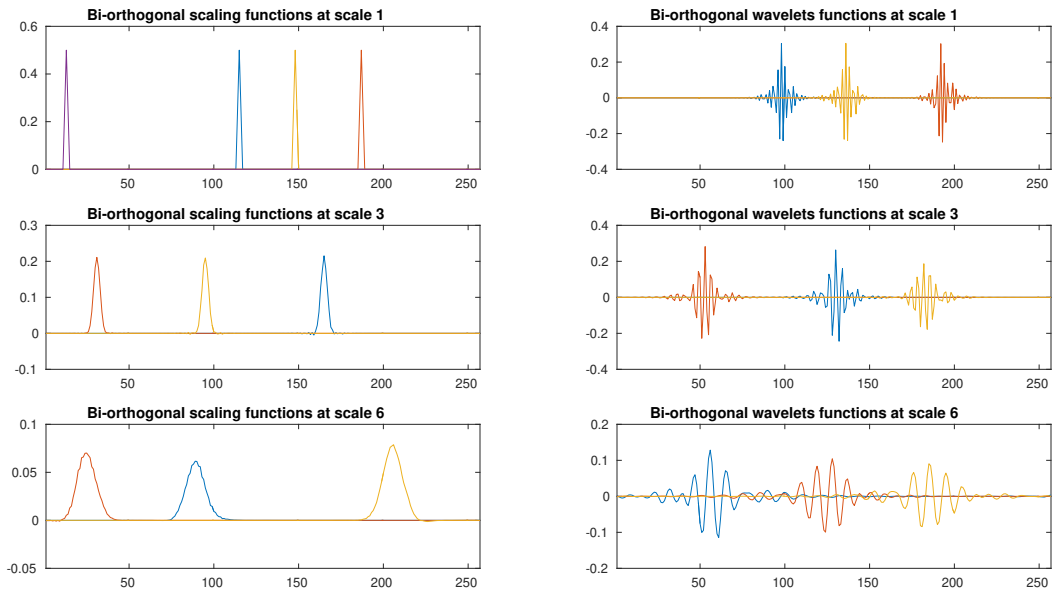 Bi-orthogonal scaling functions at scale 1
0.6
0.4
0.2
0
50 100 150 200 250
Bi-orthogonal wavelets functions at scale 1
0.4
0.2
0
-0.2
-0.4
50 100 150 200 250
Bi-orthogonal scaling functions at scale 3
0.3
0.2
0.1
0
-0.1
50 100 150 200 250
Bi-orthogonal wavelets functions at scale 3
0.4
0.2
0
-0.2
-0.4
50 100 150 200 250
Bi-orthogonal scaling functions at scale 6
0.1
0.05
0
-0.05
50 100 150 200 250
Bi-orthogonal wavelets functions at scale 6
0.2
0.1
0
-0.1
-0.2
50 100 150 200 250